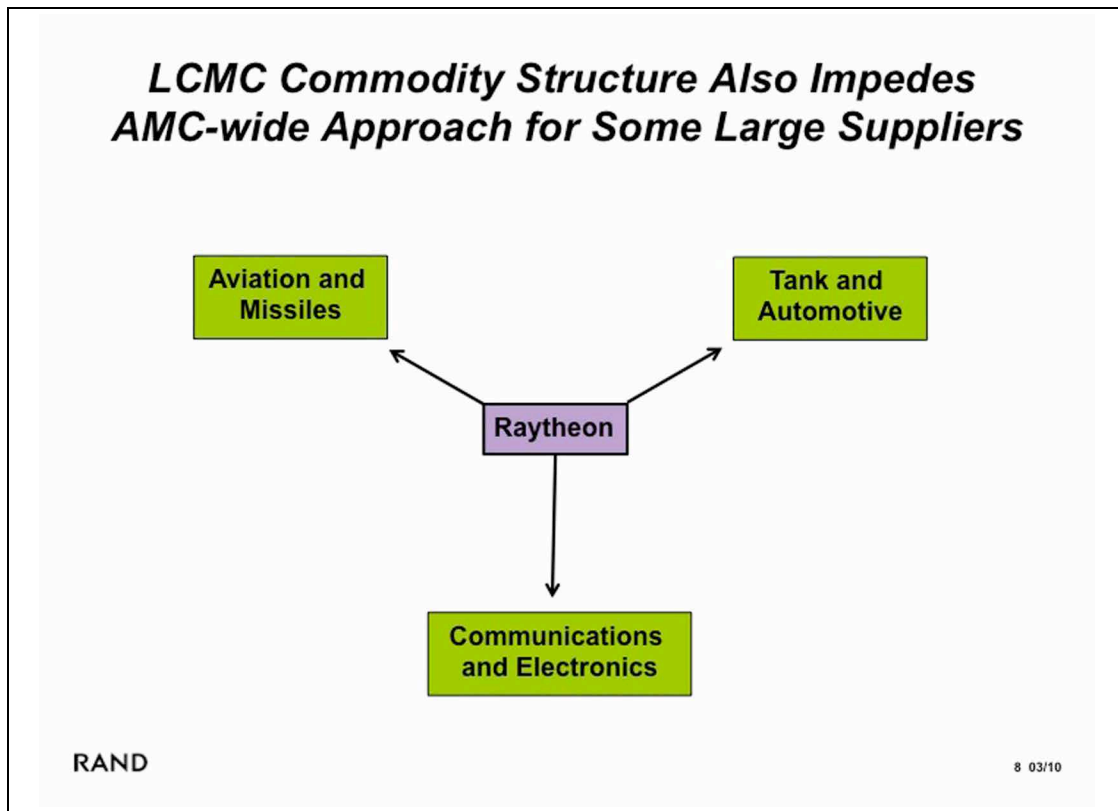 LCMC Commodity Structure Also Impedes
AMC-wide Approach for Some Large Suppliers
Aviation and
Missiles
Tank and
Automotive
Raytheon
Communications
and Electronics
RAND
8 03/10